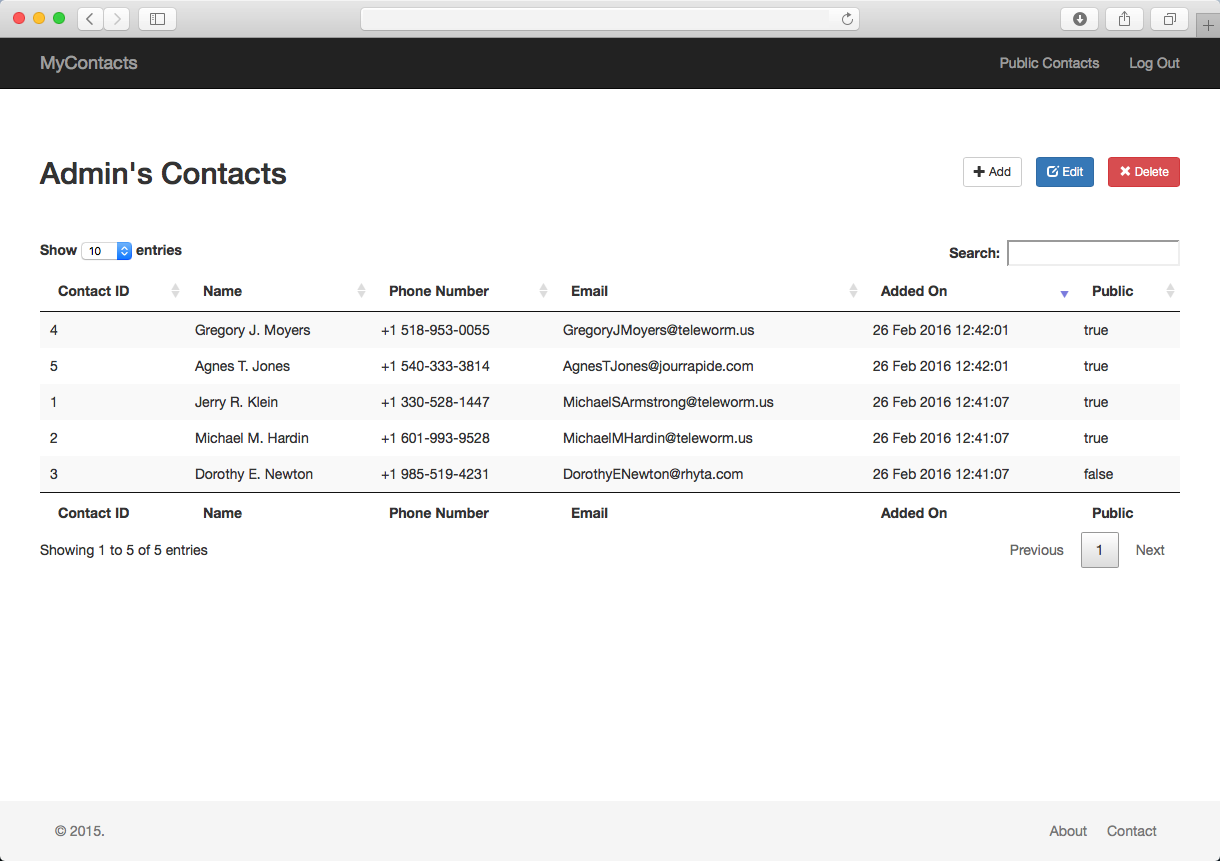 MyContacts Public Contacts Log Out
Admin's Contacts Add Edit Delete
Show 10 entries Search:
Contact ID Name Phone Number Email Added On Public
4 Gregory J. Moyers +1 518-953-0055 GregoryJMoyers@teleworm.us 26 Feb 2016 12:42:01 true
5 Agnes T. Jones +1 540-333-3814 AgnesTJones@jourrapide.com 26 Feb 2016 12:42:01 true
1 Jerry R. Klein +1 330-528-1447 MichaelSArmstrong@teleworm.us 26 Feb 2016 12:41:07 true
2 Michael M. Hardin +1 601-993-9528 MichaelMHardin@teleworm.us 26 Feb 2016 12:41:07 true
3 Dorothy E. Newton +1 985-519-4231 DorothyENewton@rhyta.com 26 Feb 2016 12:41:07 false
Contact ID Name Phone Number Email Added On Public
Showing 1 to 5 of 5 entries Previous 1 Next
© 2015. About Contact